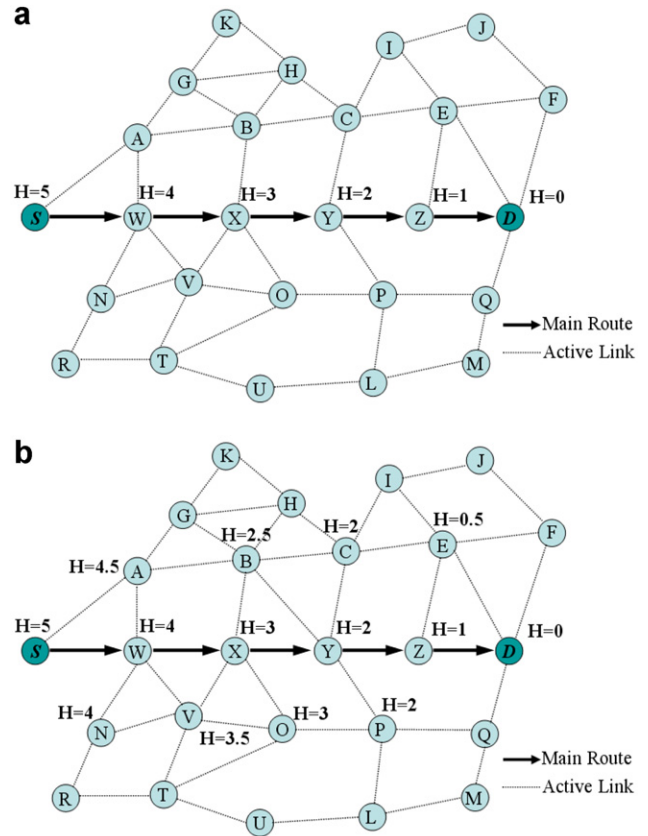 a
K
J
I
G
H
F
E
C
B
A
H=5 H=4 H=3 H=2 H=1 H=0
S W X Y Z D
V
N O P Q
Main Route
R T M
Active Link
U L
b
K
J
I
G H
H=2 H=0.5
H=2.5
F
E
C
B
H=4.5 A
H=5 H=4 H=3 H=2 H=1 H=0
S W X Y Z D
H=4 H=3 H=2
V
N O P Q
H=3.5
Main Route
R T M
Active Link
U L